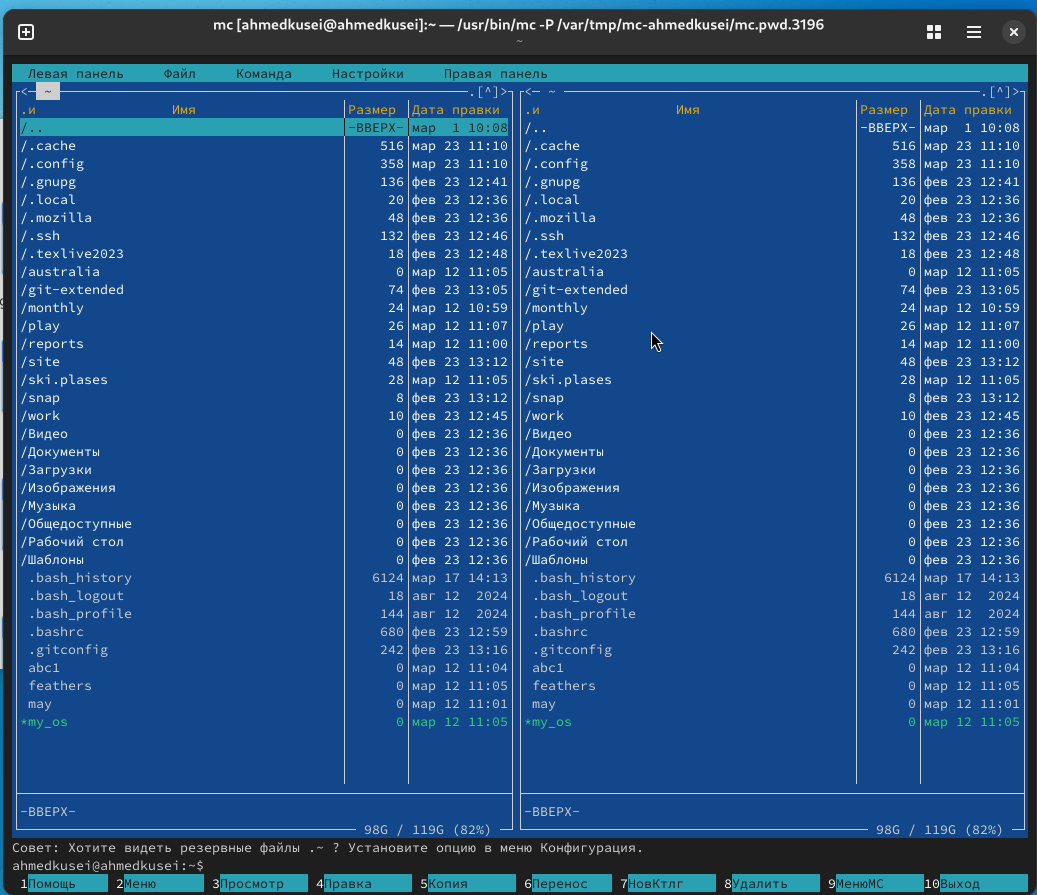 mc [ahmedkusei@ahmedkusei]:~ — /usr/bin/mc -P /var/tmp/mc-ahmedkusei/mc.pwd.3196
~
Левая панель Файл Команда Настройки Правая панель
<─ ~ .[^]> <─ ~ .[^]>
.и Имя Размер Дата правки .и Имя Размер Дата правки
/.. -ВВЕРХ- мар 1 10:08 /.. -ВВЕРХ- мар 1 10:08
/.cache 516 мар 23 11:10 /.cache 516 мар 23 11:10
/.config 358 мар 23 11:10 /.config 358 мар 23 11:10
/.gnupg 136 фев 23 12:41 /.gnupg 136 фев 23 12:41
/.local 20 фев 23 12:36 /.local 20 фев 23 12:36
/.mozilla 48 фев 23 12:36 /.mozilla 48 фев 23 12:36
/.ssh 132 фев 23 12:46 /.ssh 132 фев 23 12:46
/.texlive2023 18 фев 23 12:48 /.texlive2023 18 фев 23 12:48
/australia 0 мар 12 11:05 /australia 0 мар 12 11:05
/git-extended 74 фев 23 13:05 /git-extended 74 фев 23 13:05
/monthly 24 мар 12 10:59 /monthly 24 мар 12 10:59
/play 26 мар 12 11:07 /play 26 мар 12 11:07
/reports 14 мар 12 11:00 /reports 14 мар 12 11:00
/site 48 фев 23 13:12 /site 48 фев 23 13:12
/ski.plases 28 мар 12 11:05 /ski.plases 28 мар 12 11:05
/snap 8 фев 23 13:12 /snap 8 фев 23 13:12
/work 10 фев 23 12:45 /work 10 фев 23 12:45
/Видео 0 фев 23 12:36 /Видео 0 фев 23 12:36
/Документы 0 фев 23 12:36 /Документы 0 фев 23 12:36
/Загрузки 0 фев 23 12:36 /Загрузки 0 фев 23 12:36
/Изображения 0 фев 23 12:36 /Изображения 0 фев 23 12:36
/Музыка 0 фев 23 12:36 /Музыка 0 фев 23 12:36
/Общедоступные 0 фев 23 12:36 /Общедоступные 0 фев 23 12:36
/Рабочий стол 0 фев 23 12:36 /Рабочий стол 0 фев 23 12:36
/Шаблоны 0 фев 23 12:36 /Шаблоны 0 фев 23 12:36
.bash_history 6124 мар 17 14:13 .bash_history 6124 мар 17 14:13
.bash_logout 18 авг 12 2024 .bash_logout 18 авг 12 2024
.bash_profile 144 авг 12 2024 .bash_profile 144 авг 12 2024
.bashrc 680 фев 23 12:59 .bashrc 680 фев 23 12:59
.gitconfig 242 фев 23 13:16 .gitconfig 242 фев 23 13:16
abc1 0 мар 12 11:04 abc1 0 мар 12 11:04
feathers 0 мар 12 11:05 feathers 0 мар 12 11:05
may 0 мар 12 11:01 may 0 мар 12 11:01
*my_os 0 мар 12 11:05 *my_os 0 мар 12 11:05
-ВВЕРХ- -ВВЕРХ-
98G / 119G (82%) 98G / 119G (82%)
Совет: Хотите видеть резервные файлы .~ ? Установите опцию в меню Конфигурация.
ahmedkusei@ahmedkusei:~$
1Помощь 2Меню 3Просмотр 4Правка 5Копия 6Перенос 7НовКтлг 8Удалить 9МенюMC 10Выход